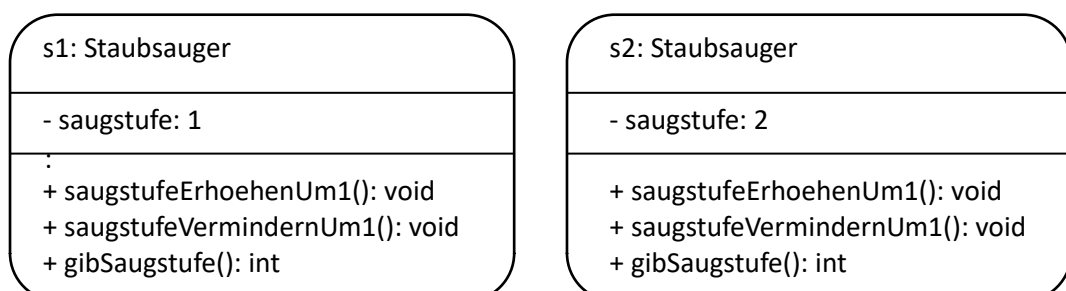 s1: Staubsauger
- saugstufe: 1
:
+ saugstufeErhoehenUm1(): void
+ saugstufeVermindernUm1(): void
+ gibSaugstufe(): int
s2: Staubsauger
- saugstufe: 2
+ saugstufeErhoehenUm1(): void
+ saugstufeVermindernUm1(): void
+ gibSaugstufe(): int